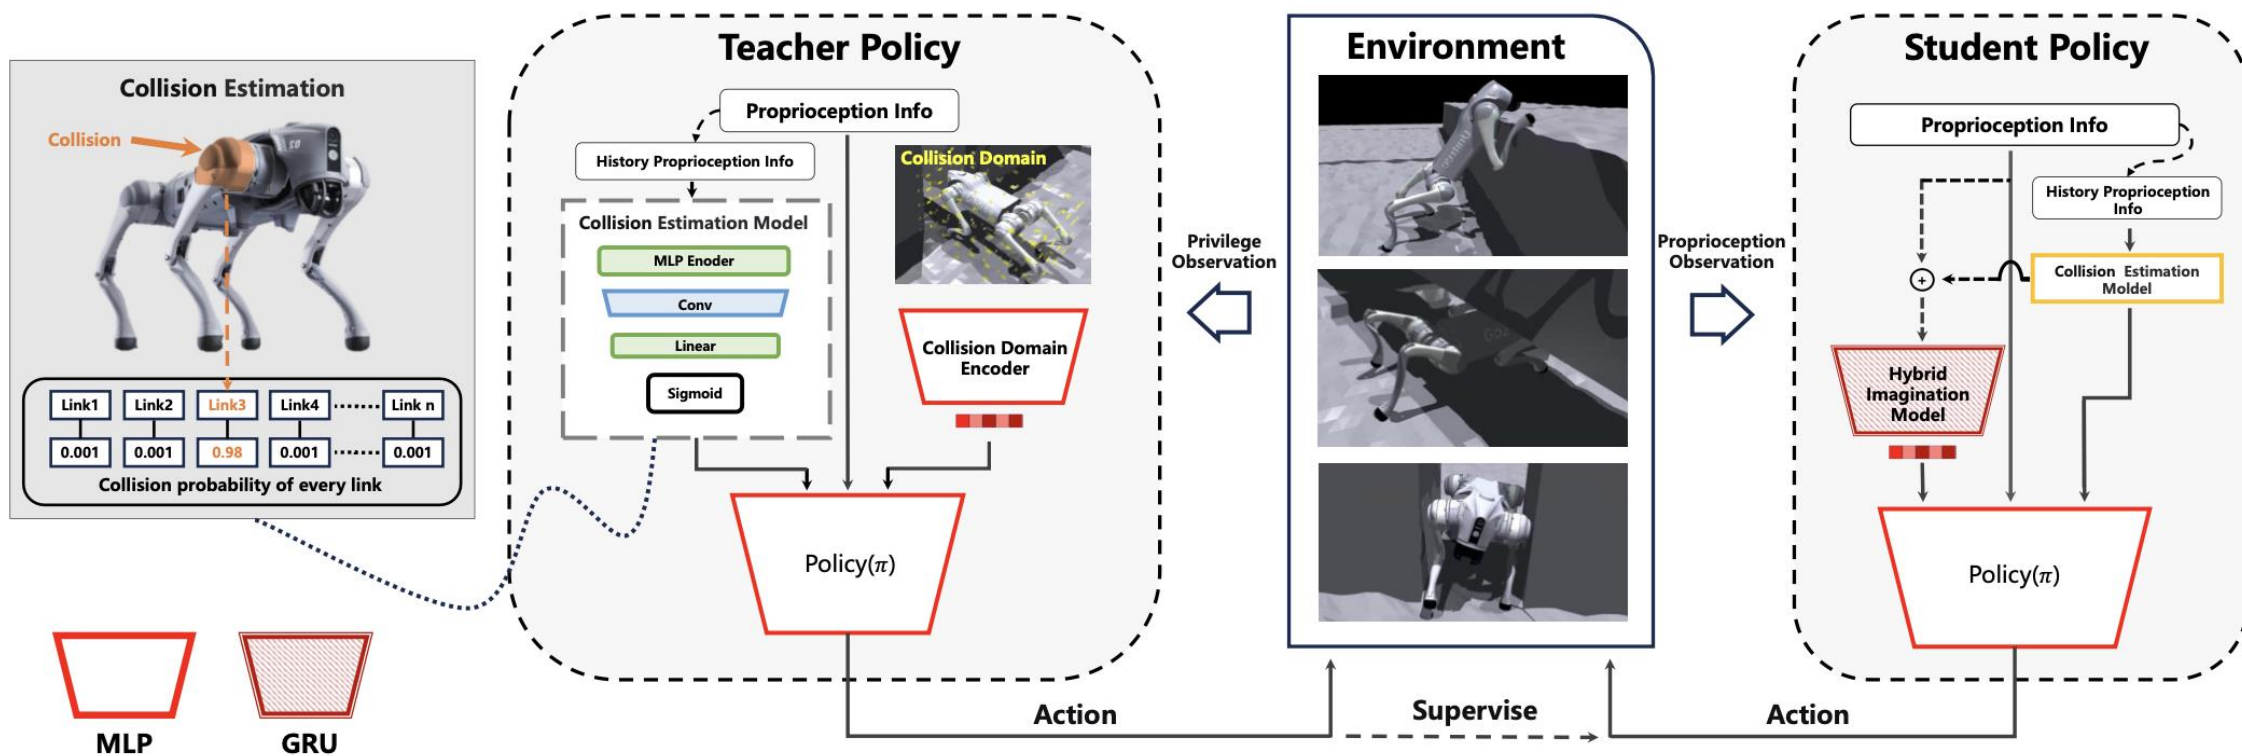 Collision Estimation
Collision
Link1 Link2 Link3 Link4 Link n
0.001 0.001 0.98 0.001 0.001
Collision probability of every link
MLP
GRU
Teacher Policy
Proprioception Info
History Proprioception Info
Collision Estimation Model
MLP Enoder
Conv
Linear
Sigmoid
Collision Domain
Collision Domain
Encoder
Policy(π)
Action
Privilege
Observation
Environment
Supervise
Proprioception
Observation
Student Policy
Proprioception Info
History Proprioception
Info
Collision Estimation
Moldel
+
Hybrid
Imagination
Model
Policy(π)
Action